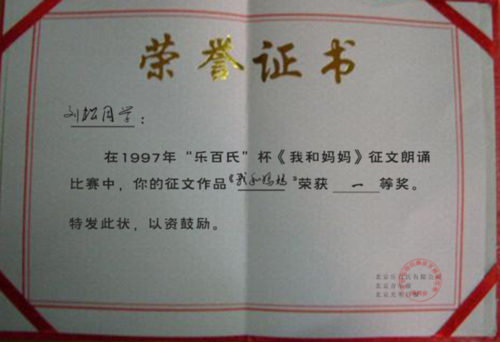 荣誉证书
刘松同学：
在1997年“乐百氏”杯《我和妈妈》征文朗诵
比赛中，你的征文作品《我和妈妈》荣获 一 等奖。
特发此状，以资鼓励。